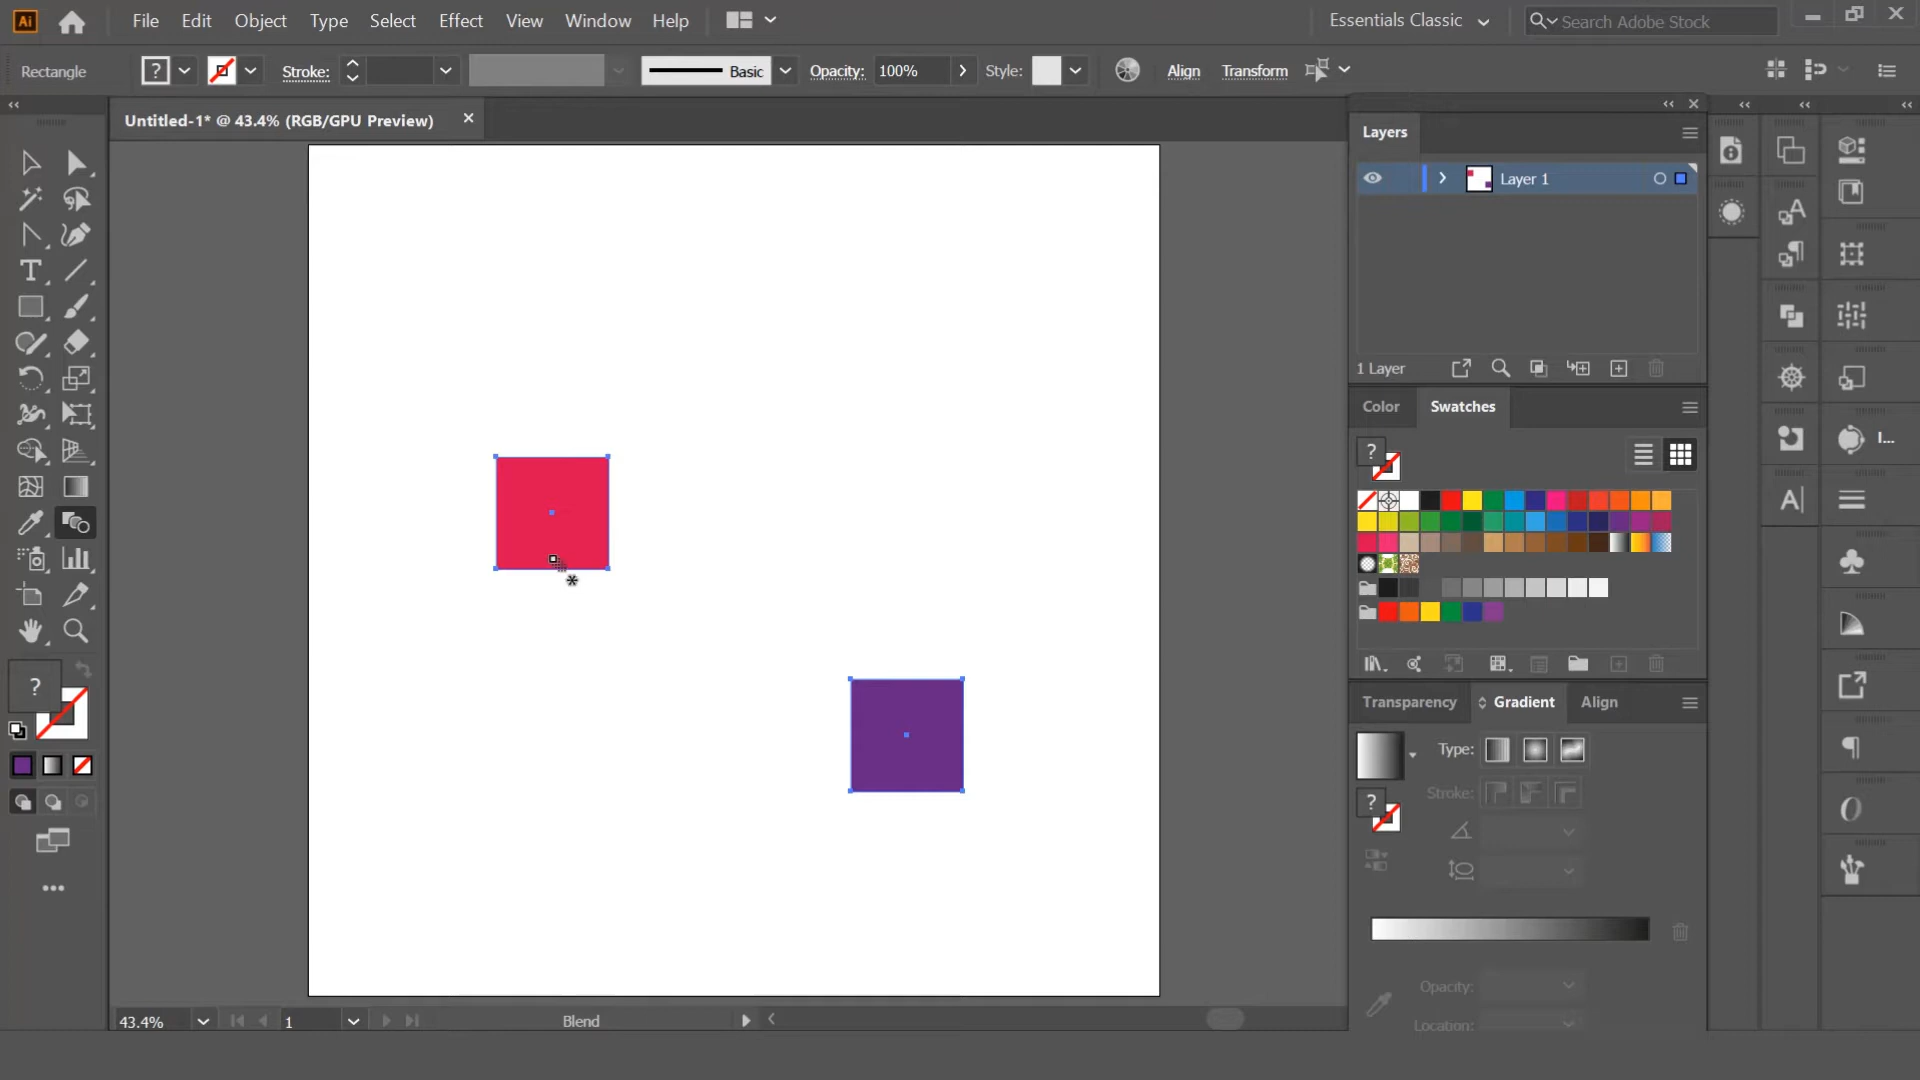 Ai File Edit Object Type Select Effect View Window Help Essentials Classic Search Adobe Stock
Rectangle ? Stroke: Basic Opacity: 100% Style: Align Transform
Untitled-1* @ 43.4% (RGB/GPU Preview)
Layers
Layer 1
1 Layer
Color Swatches
?
I...
Transparency Gradient Align
Type:
Stroke:
?
?
Opacity:
Location:
43.4% 1 Blend